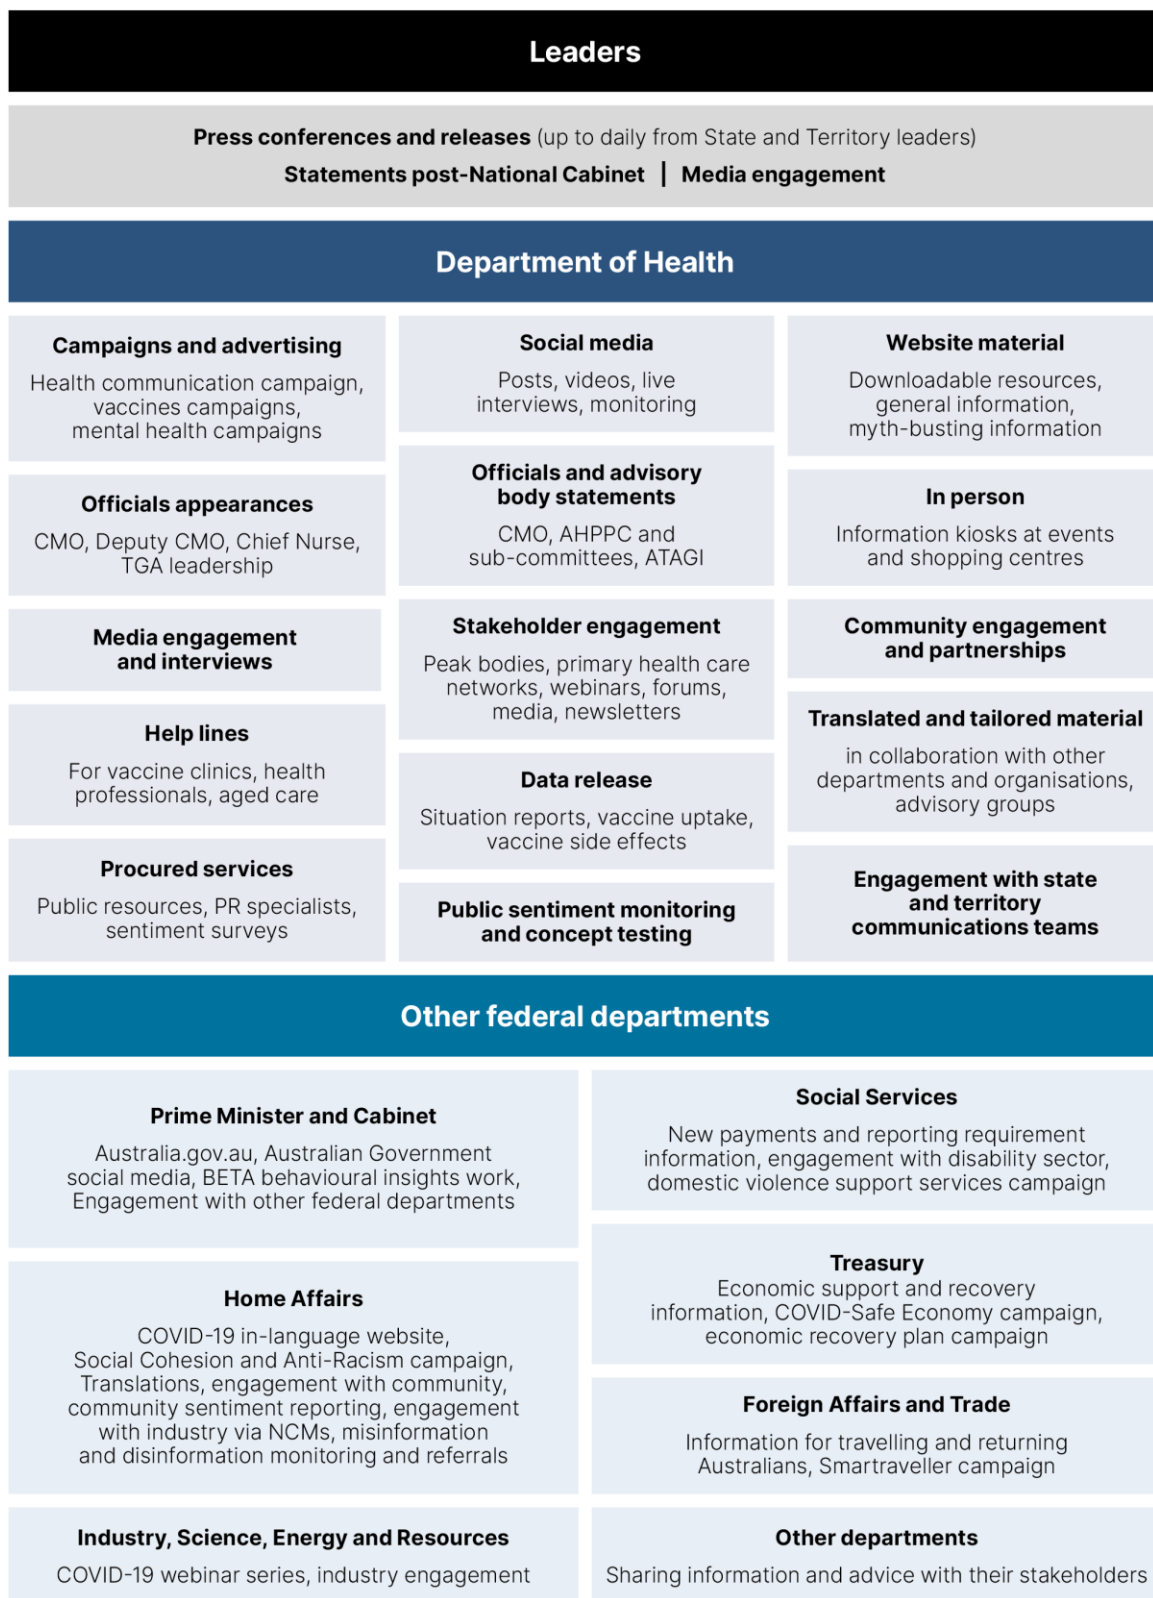 Leaders
Press conferences and releases (up to daily from State and Territory leaders)
Statements post-National Cabinet | Media engagement
Department of Health
Campaigns and advertising
Health communication campaign,
vaccines campaigns,
mental health campaigns
Officials appearances
CMO, Deputy CMO, Chief Nurse,
TGA leadership
Media engagement
and interviews
Help lines
For vaccine clinics, health
professionals, aged care
Procured services
Public resources, PR specialists,
sentiment surveys
Social media
Posts, videos, live
interviews, monitoring
Officials and advisory
body statements
CMO, AHPPC and
sub-committees, ATAGI
Stakeholder engagement
Peak bodies, primary health care
networks, webinars, forums,
media, newsletters
Data release
Situation reports, vaccine uptake,
vaccine side effects
Public sentiment monitoring
and concept testing
Website material
Downloadable resources,
general information,
myth-busting information
In person
Information kiosks at events
and shopping centres
Community engagement
and partnerships
Translated and tailored material
in collaboration with other
departments and organisations,
advisory groups
Engagement with state
and territory
communications teams
Other federal departments
Prime Minister and Cabinet
Australia.gov.au, Australian Government
social media, BETA behavioural insights work,
Engagement with other federal departments
Home Affairs
COVID-19 in-language website,
Social Cohesion and Anti-Racism campaign,
Translations, engagement with community,
community sentiment reporting, engagement
with industry via NCMs, misinformation
and disinformation monitoring and referrals
Industry, Science, Energy and Resources
COVID-19 webinar series, industry engagement
Social Services
New payments and reporting requirement
information, engagement with disability sector,
domestic violence support services campaign
Treasury
Economic support and recovery
information, COVID-Safe Economy campaign,
economic recovery plan campaign
Foreign Affairs and Trade
Information for travelling and returning
Australians, Smartraveller campaign
Other departments
Sharing information and advice with their stakeholders